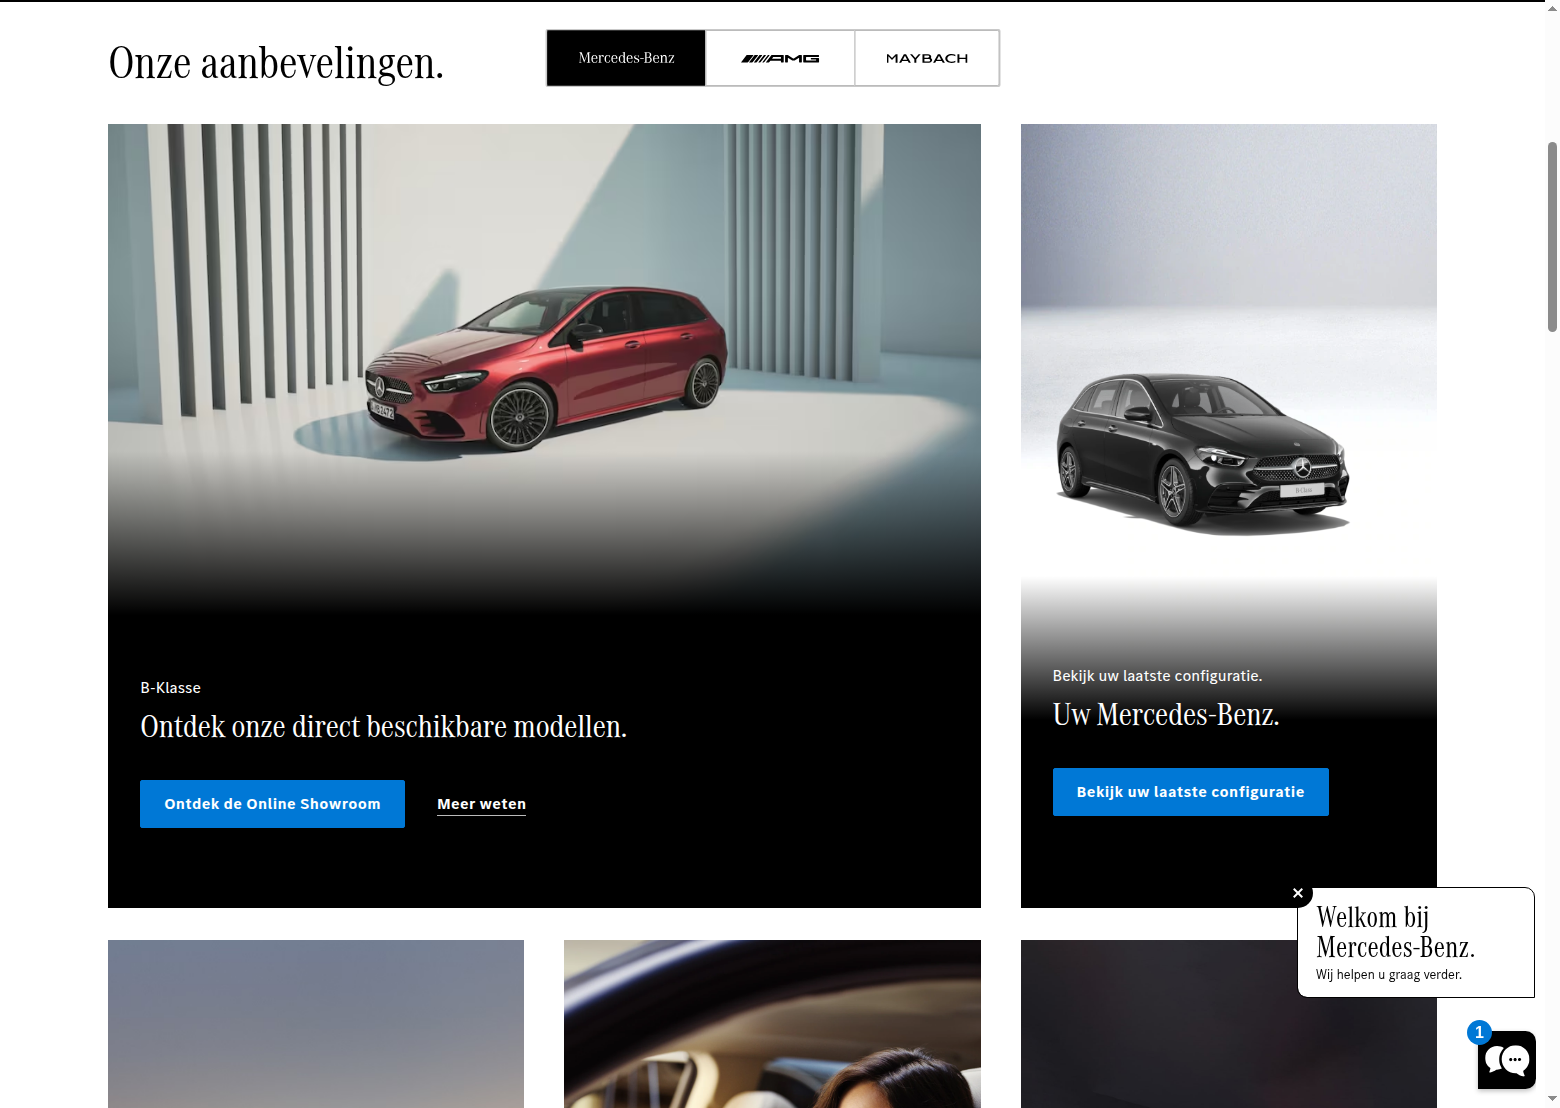 Onze aanbevelingen.
Mercedes-Benz
AMG
MAYBACH
B-Klasse
Ontdek onze direct beschikbare modellen.
Ontdek de Online Showroom
Meer weten
Bekijk uw laatste configuratie.
Uw Mercedes-Benz.
Bekijk uw laatste configuratie
Welkom bij
Mercedes-Benz.
Wij helpen u graag verder.
1